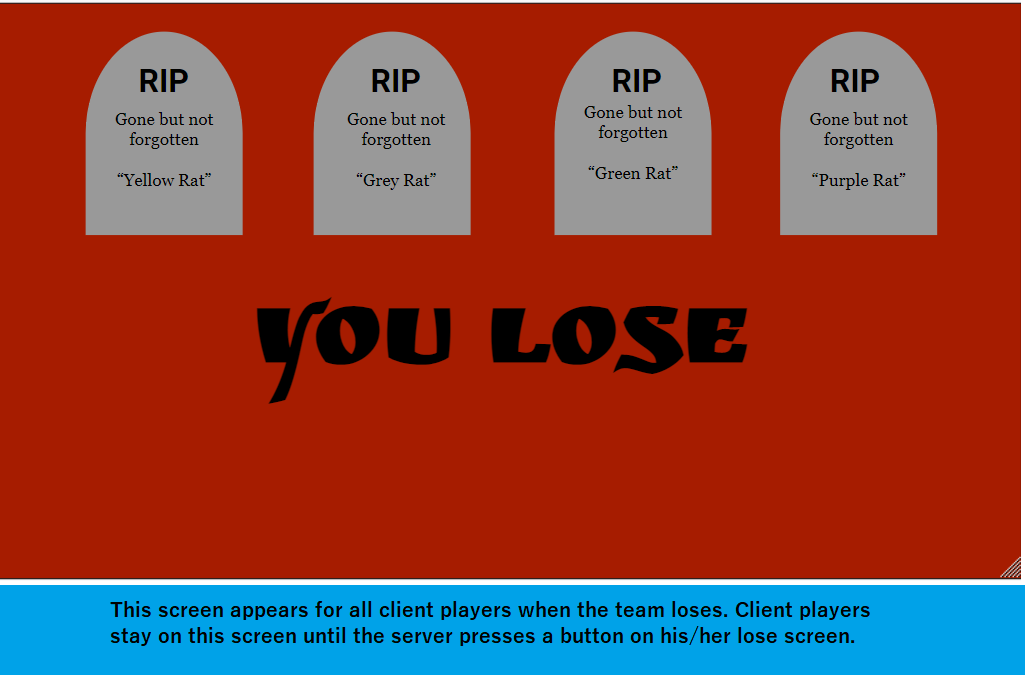 RIP
Gone but not
forgotten
“Yellow Rat”
RIP
Gone but not
forgotten
“Grey Rat”
RIP
Gone but not
forgotten
“Green Rat”
RIP
Gone but not
forgotten
“Purple Rat”
YOU LOSE
This screen appears for all client players when the team loses. Client players
stay on this screen until the server presses a button on his/her lose screen.